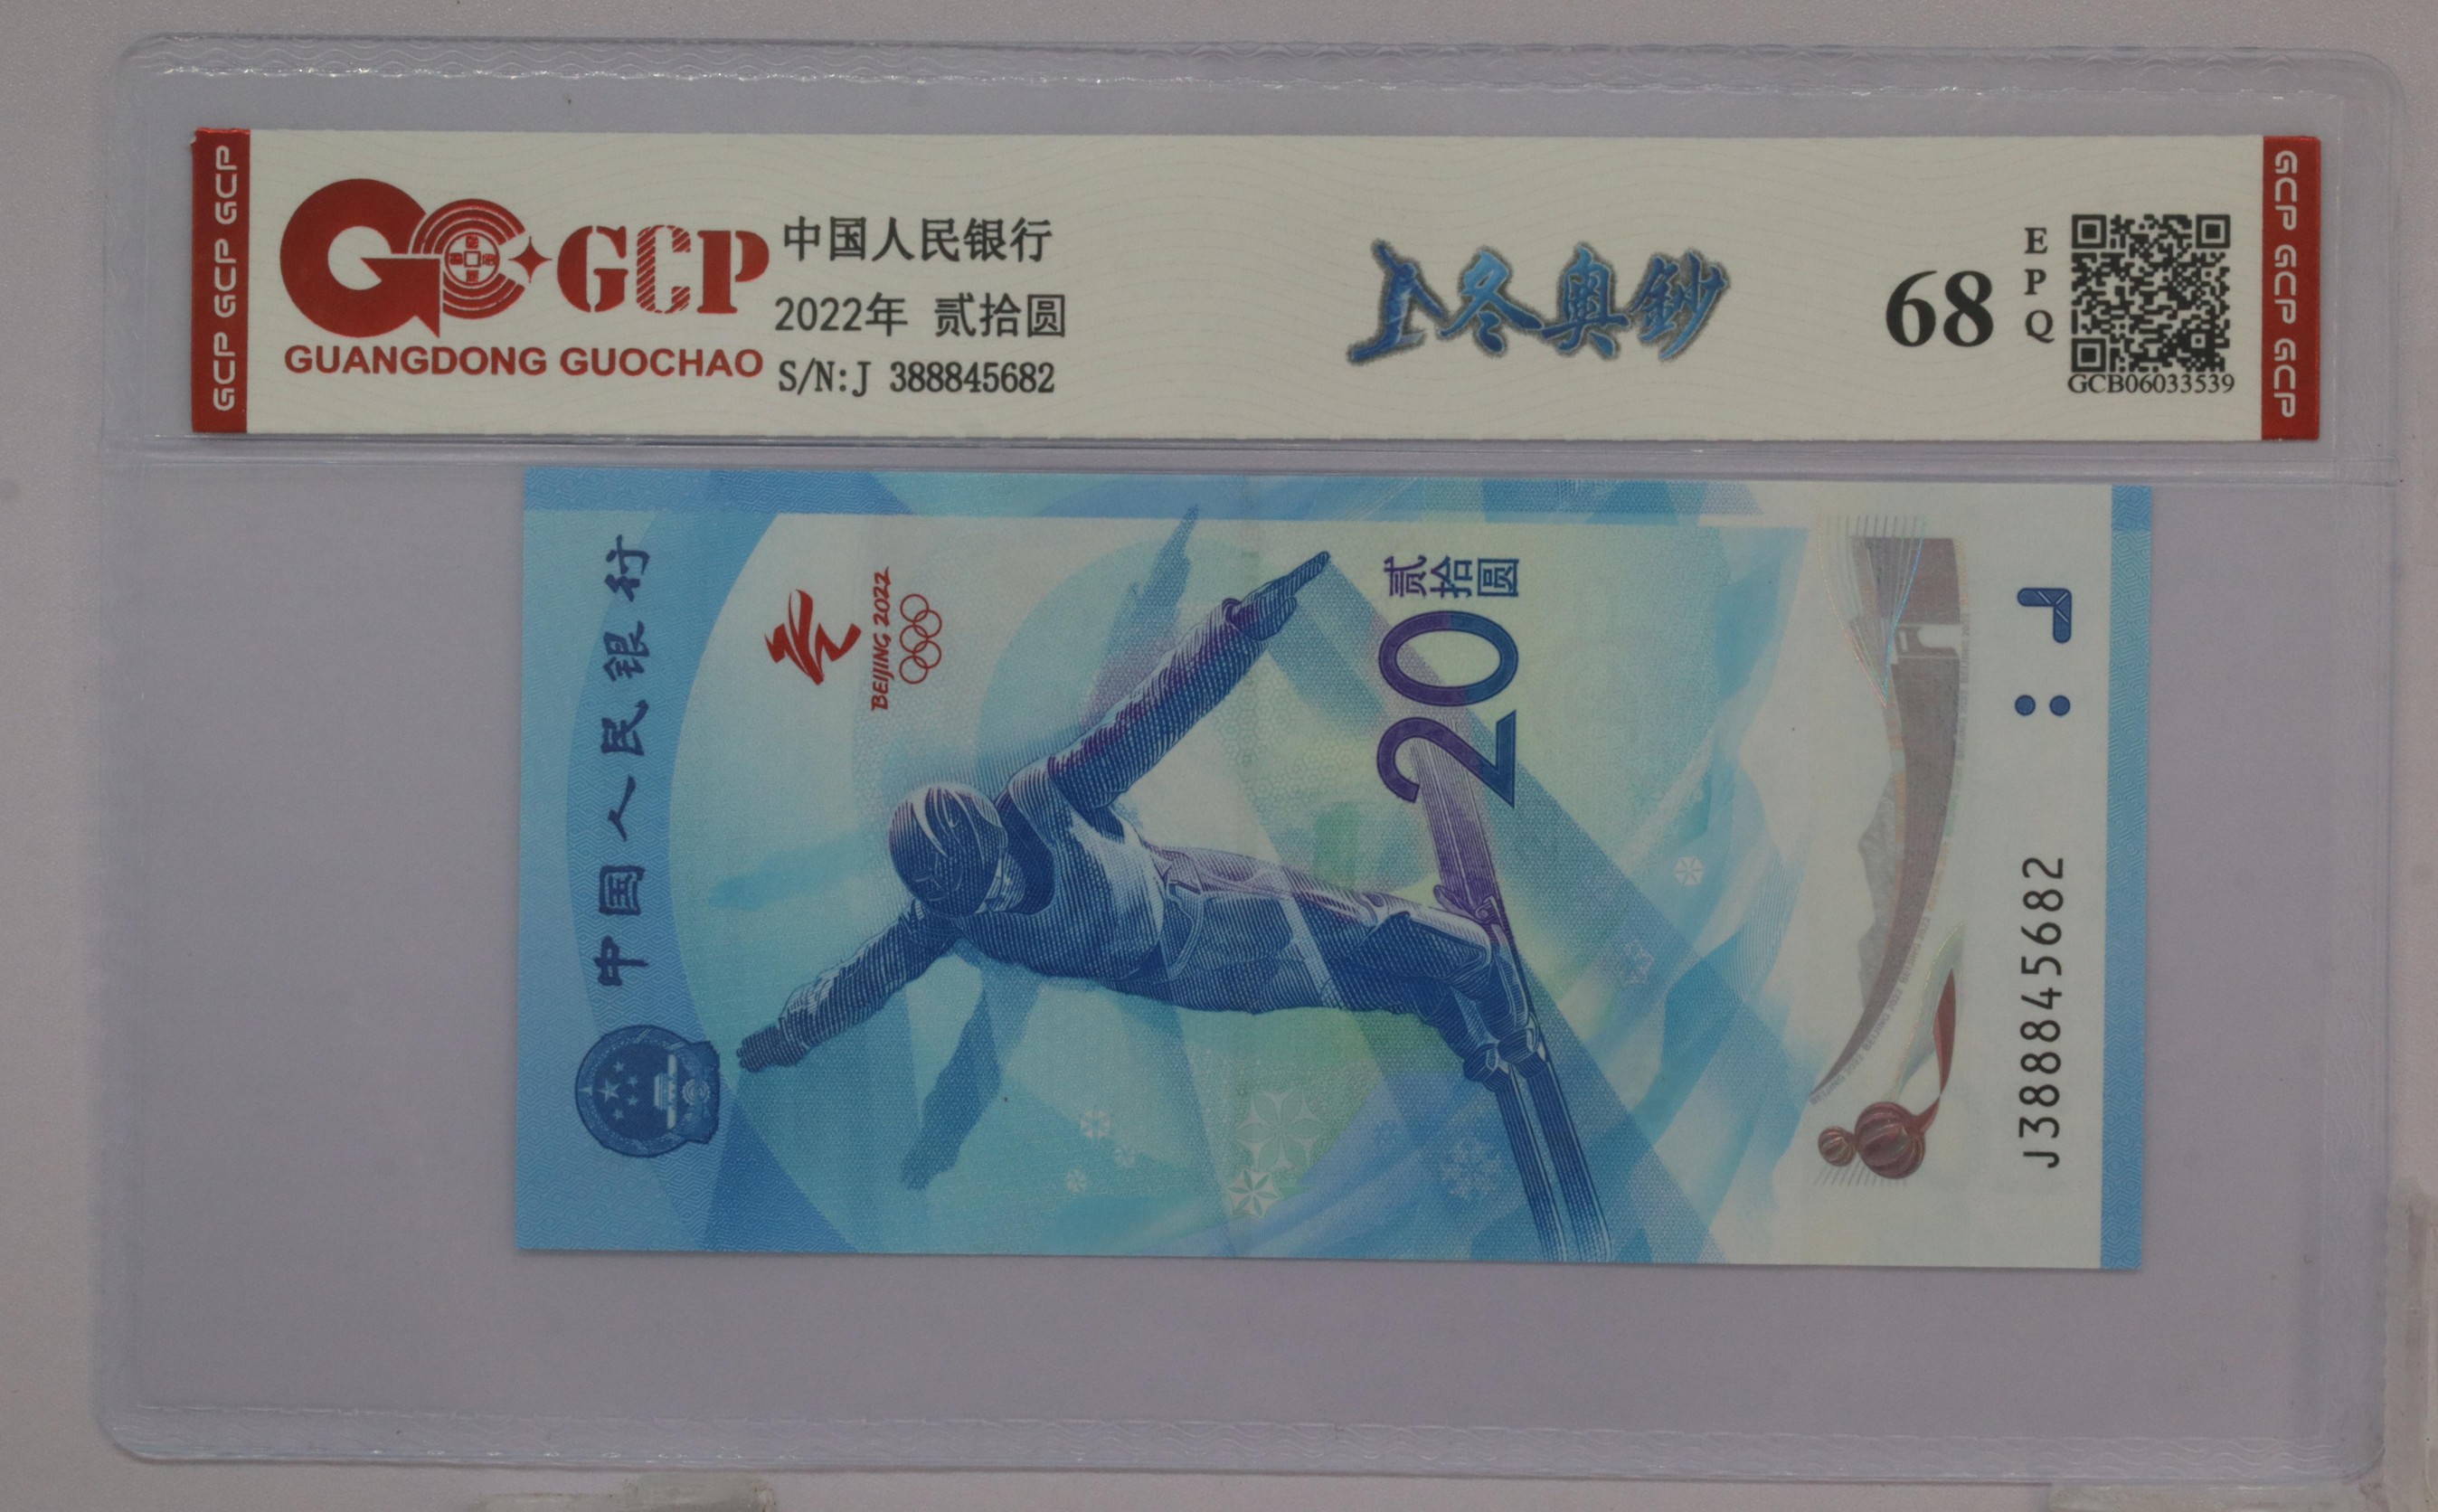 GCP GCP GCP
GCP
GUANGDONG GUOCHAO
中国人民银行
2022年 贰拾圆
S/N:J 388845682
冬奥鈔
68
EPQ
GCB06033539
GCP GCP GCP
中国人民银行
BEIJING 2022
贰拾圆
20
J388845682